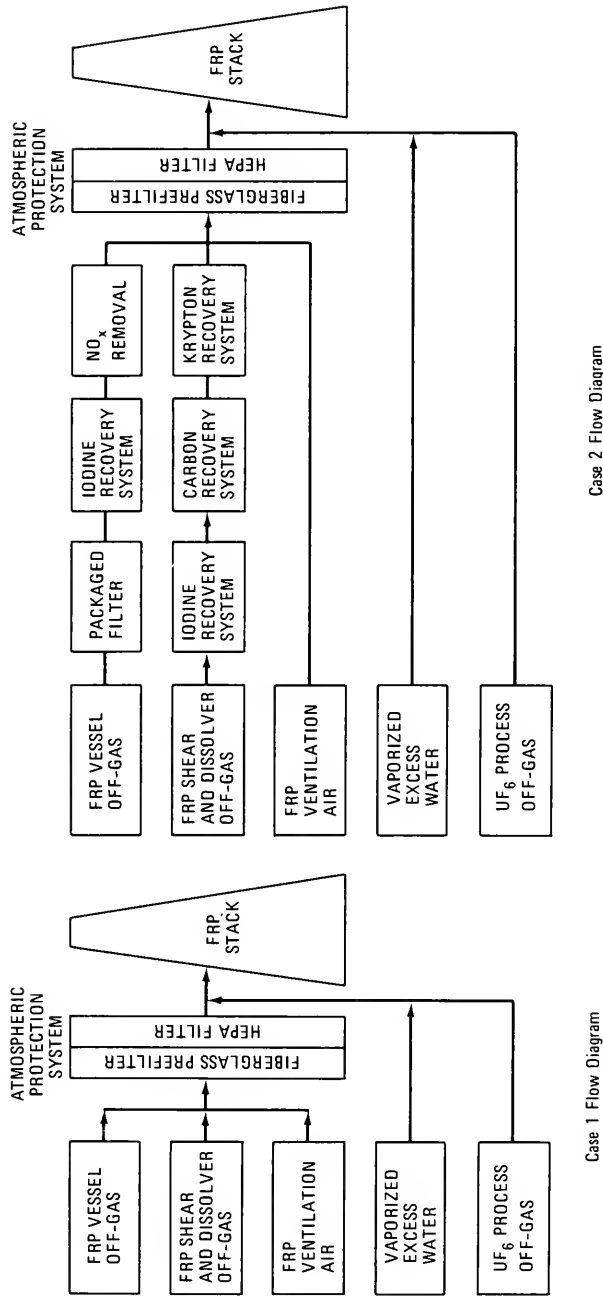 ATMOSPHERIC
PROTECTION
SYSTEM
FRP VESSEL
OFF-GAS
FRP SHEAR
AND DISSOLVER
OFF-GAS
FRP
VENTILATION
AIR
VAPORIZED
EXCESS
WATER
UF6 PROCESS
OFF-GAS
FIBERGLASS PREFILTER
HEPA FILTER
FRP
STACK
Case 1 Flow Diagram
ATMOSPHERIC
PROTECTION
SYSTEM
FRP VESSEL
OFF-GAS
PACKAGED
FILTER
IODINE
RECOVERY
SYSTEM
NOx
REMOVAL
FRP SHEAR
AND DISSOLVER
OFF-GAS
IODINE
RECOVERY
SYSTEM
CARBON
RECOVERY
SYSTEM
KRYPTON
RECOVERY
SYSTEM
FRP
VENTILATION
AIR
VAPORIZED
EXCESS
WATER
UF6 PROCESS
OFF-GAS
FIBERGLASS PREFILTER
HEPA FILTER
FRP
STACK
Case 2 Flow Diagram